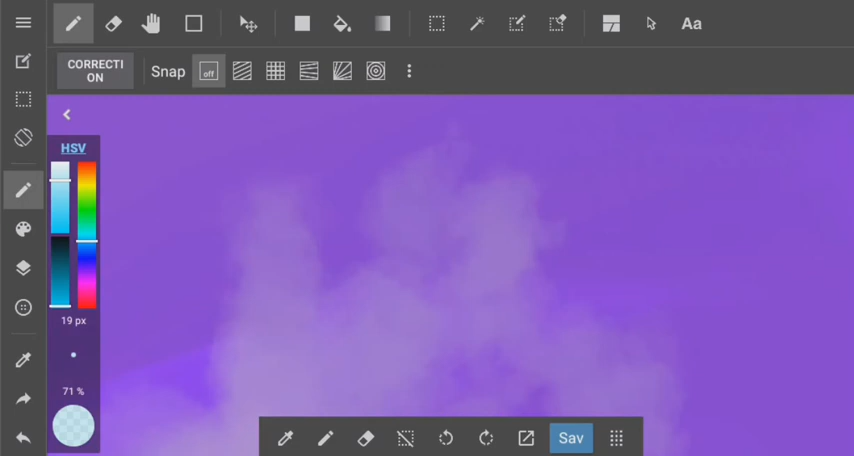 Aa
CORRECTI
ON
Snap
off
HSV
19 px
71 %
Sav